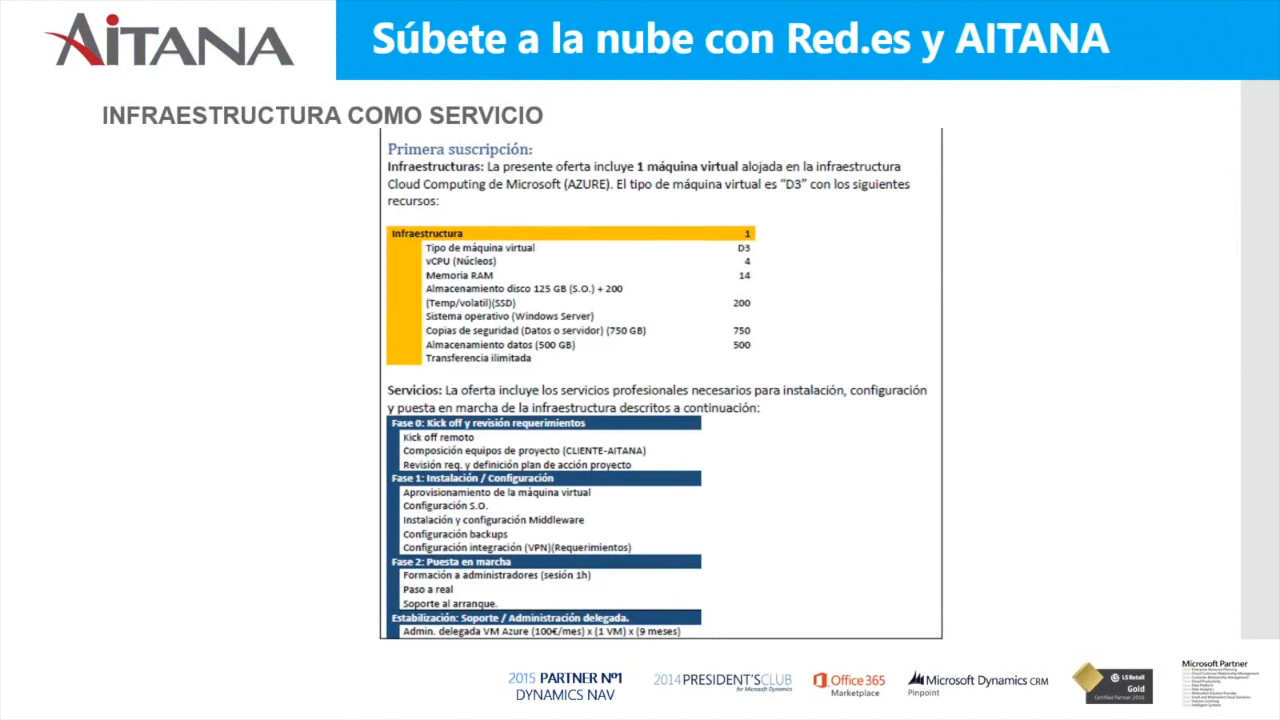 AITANA
Súbete a la nube con Red.es y AITANA
INFRAESTRUCTURA COMO SERVICIO
Primera suscripción:
Infraestructuras: La presente oferta incluye 1 máquina virtual alojada en la infraestructura
Cloud Computing de Microsoft (AZURE). El tipo de máquina virtual es “D3” con los siguientes
recursos:
Infraestructura 1
Tipo de máquina virtual D3
vCPU (Núcleos) 4
Memoria RAM 14
Almacenamiento disco 125 GB (S.O.) + 200
(Temp/volatil)(SSD) 200
Sistema operativo (Windows Server)
Copias de seguridad (Datos o servidor) (750 GB) 750
Almacenamiento datos (500 GB) 500
Transferencia ilimitada
Servicios: La oferta incluye los servicios profesionales necesarios para instalación, configuración
y puesta en marcha de la infraestructura descritos a continuación:
Fase 0: Kick off y revisión requerimientos
Kick off remoto
Composición equipos de proyecto (CLIENTE-AITANA)
Revisión req. y definición plan de acción proyecto
Fase 1: Instalación / Configuración
Aprovisionamiento de la máquina virtual
Configuración S.O.
Instalación y configuración Middleware
Configuración backups
Configuración integración (VPN)(Requerimientos)
Fase 2: Puesta en marcha
Formación a administradores (sesión 1h)
Paso a real
Soporte al arranque.
Estabilización: Soporte / Administración delegada.
Admin. delegada VM Azure (100€/mes) x (1 VM) x (9 meses)
2015 PARTNER Nº1
DYNAMICS NAV
2014 PRESIDENT'SCLUB
for Microsoft Dynamics
Office 365
Marketplace
Microsoft Dynamics CRM
Pinpoint
LS Retail
Gold
Certified Partner 2016
Microsoft Partner